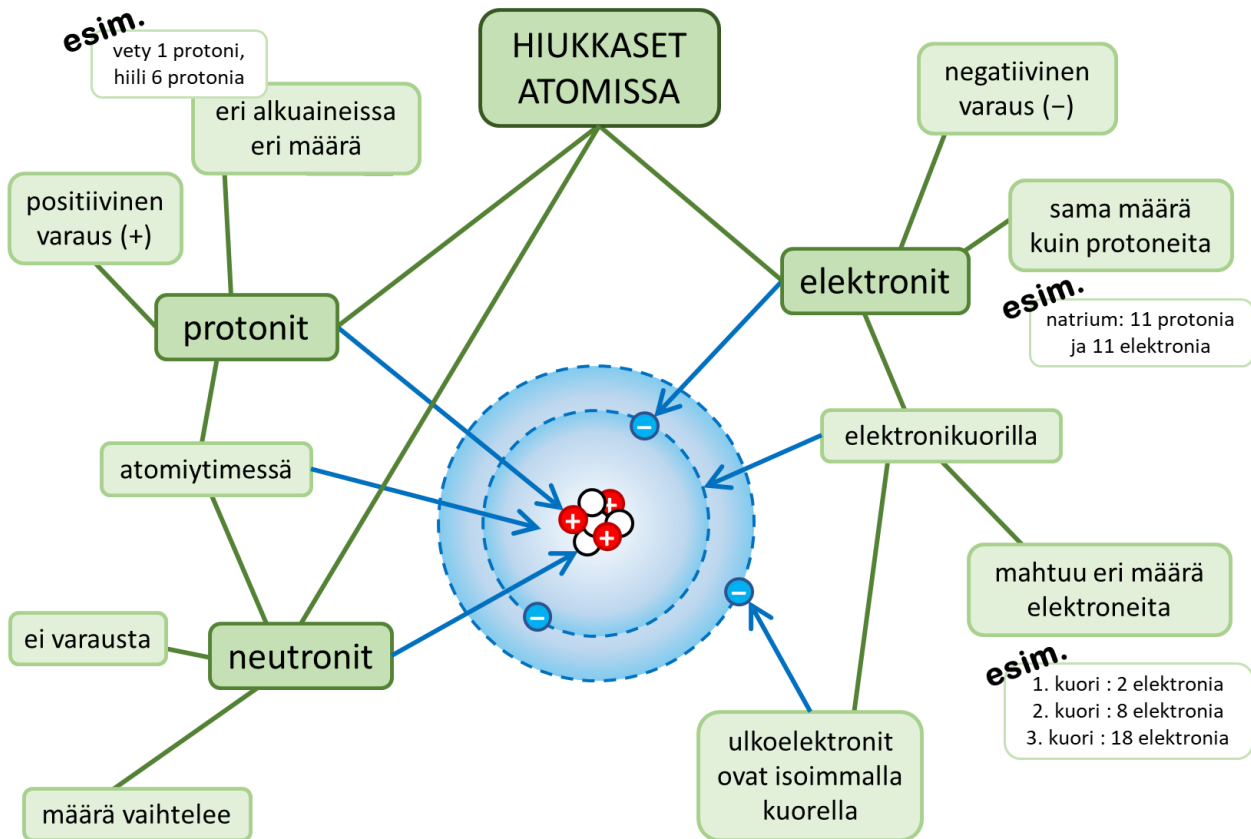 HIUKKASET
ATOMISSA
esim.
vety 1 protoni,
hiili 6 protonia
eri alkuaineissa
eri määrä
positiivinen
varaus (+)
protonit
atomiytimessä
ei varausta
neutronit
määrä vaihtelee
negatiivinen
varaus (−)
sama määrä
kuin protoneita
elektronit
esim.
natrium: 11 protonia
ja 11 elektronia
elektronikuorilla
mahtuu eri määrä
elektroneita
esim.
1. kuori : 2 elektronia
2. kuori : 8 elektronia
3. kuori : 18 elektronia
ulkoelektronit
ovat isoimmalla
kuorella
−
+
+
+
−
−